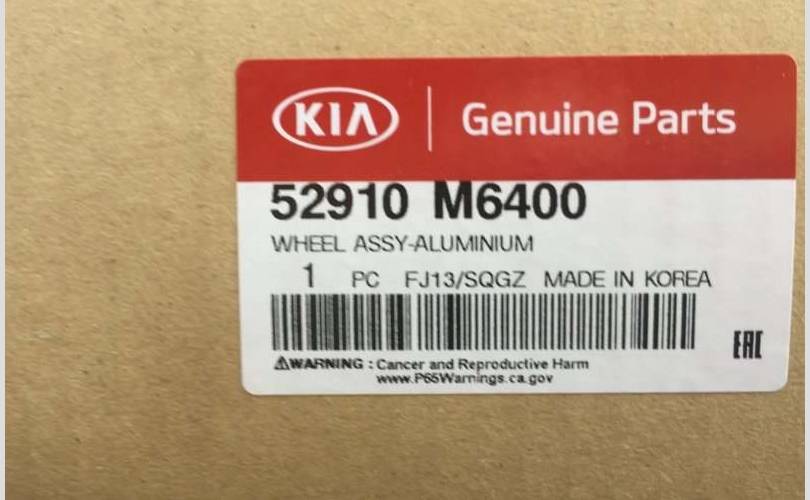 KIA Genuine Parts
52910 M6400
WHEEL ASSY-ALUMINIUM
1 PC FJ13/SQGZ MADE IN KOREA
EAC
⚠WARNING : Cancer and Reproductive Harm
www.P65Warnings.ca.gov